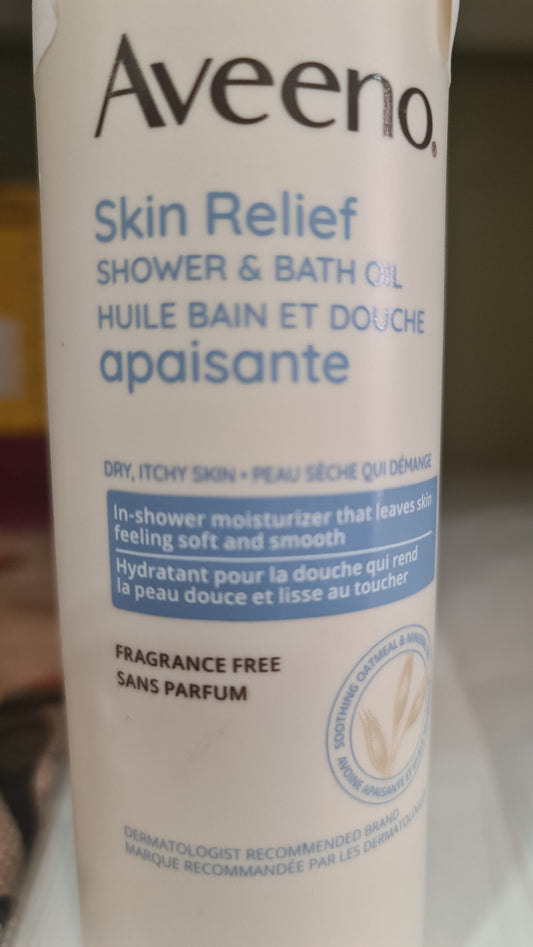 Aveeno®
Skin Relief
SHOWER & BATH OIL
HUILE BAIN ET DOUCHE
apaisante
DRY, ITCHY SKIN • PEAU SÈCHE QUI DÉMANGE
In-shower moisturizer that leaves skin
feeling soft and smooth
Hydratant pour la douche qui rend
la peau douce et lisse au toucher
FRAGRANCE FREE
SANS PARFUM
SOOTHING OATMEAL &
AVOINE APAISANTE ET
DERMATOLOGIST RECOMMENDED BRAND
MARQUE RECOMMANDÉE PAR LES